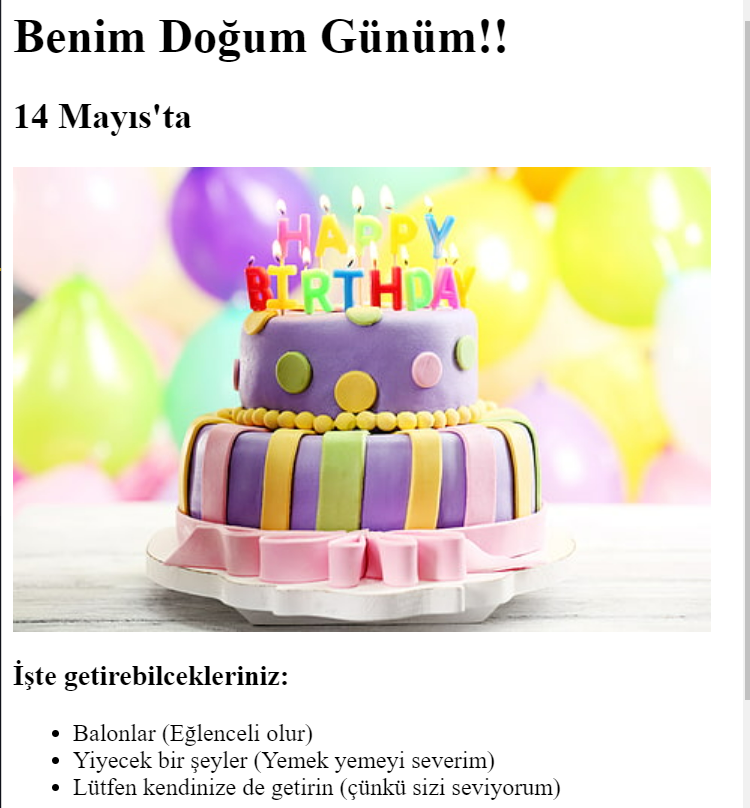 Benim Doğum Günüm!!
14 Mayıs'ta
HAPPY
BIRTHDAY
İşte getirebilcekleriniz:
Balonlar (Eğlenceli olur)
Yiyecek bir şeyler (Yemek yemeyi severim)
Lütfen kendinize de getirin (çünkü sizi seviyorum)